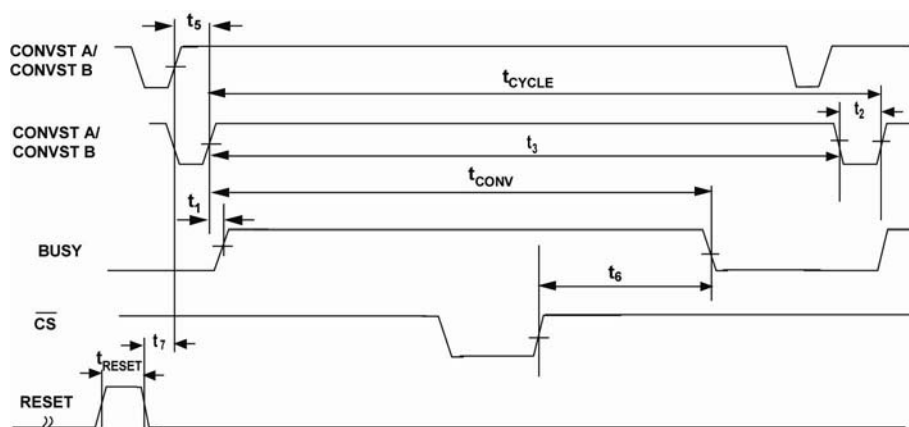 t5
CONVST A/
CONVST B
tCYCLE
t2
CONVST A/
CONVST B
t3
tCONV
t1
BUSY
t6
CS
t7
tRESET
RESET